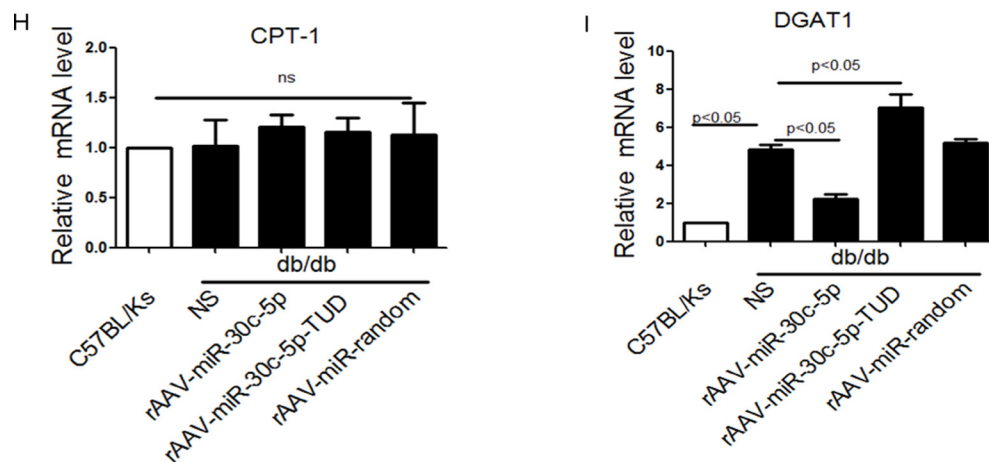 H
CPT-1
Relative mRNA level
2.0
1.5
1.0
0.5
0.0
ns
db/db
C57BL/Ks
NS
rAAV-miR-30c-5p
rAAV-miR-30c-5p-TUD
rAAV-miR-random
I
DGAT1
Relative mRNA level
10
8
6
4
2
0
p<0.05
p<0.05
p<0.05
db/db
C57BL/Ks
NS
rAAV-miR-30c-5p
rAAV-miR-30c-5p-TUD
rAAV-miR-random